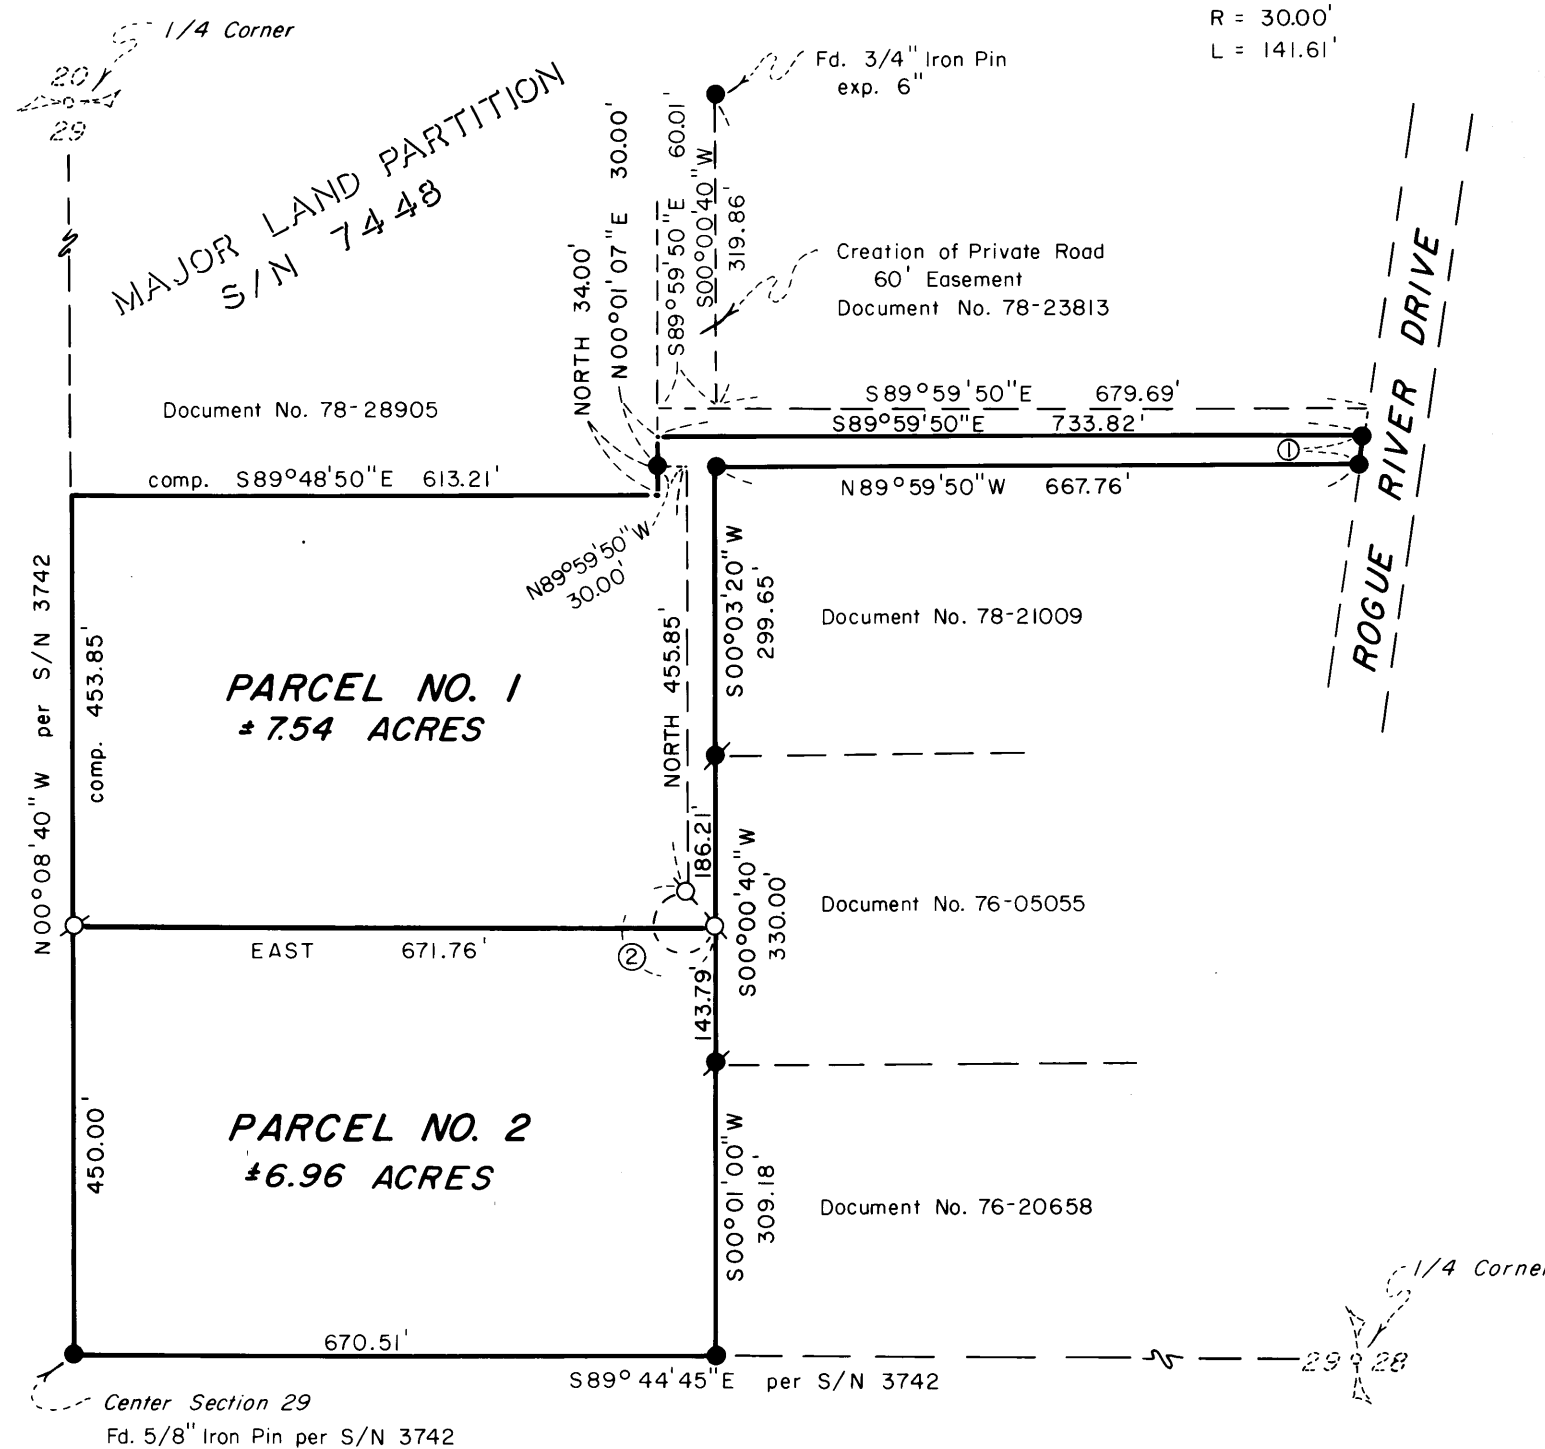 R = 30.00'
L = 141.61'
1/4 Corner
20
29
MAJOR LAND PARTITION
S/N 7448
Fd. 3/4" Iron Pin
exp. 6"
NORTH 34.00'
N00°01'07"E 30.00'
S89°59'50"E 60.01'
S00°00'40"W
319.86'
Creation of Private Road
60' Easement
Document No. 78-23813
ROGUE RIVER DRIVE
Document No. 78-28905
S89°59'50"E 679.69'
S89°59'50"E 733.82'
1
comp. S89°48'50"E 613.21'
N89°59'50"W 667.76'
N89°59'50"W
30.00'
N00°08'40"W per S/N 3742
comp. 453.85'
PARCEL NO. 1
±7.54 ACRES
NORTH 455.85'
S00°03'20"W
299.65'
Document No. 78-21009
186.21'
S00°00'40"W
330.00'
Document No. 76-05055
EAST 671.76'
2
143.79'
450.00'
PARCEL NO. 2
±6.96 ACRES
S00°01'00"W
309.18'
Document No. 76-20658
1/4 Corner
670.51'
S89°44'45"E per S/N 3742
29 28
Center Section 29
Fd. 5/8" Iron Pin per S/N 3742